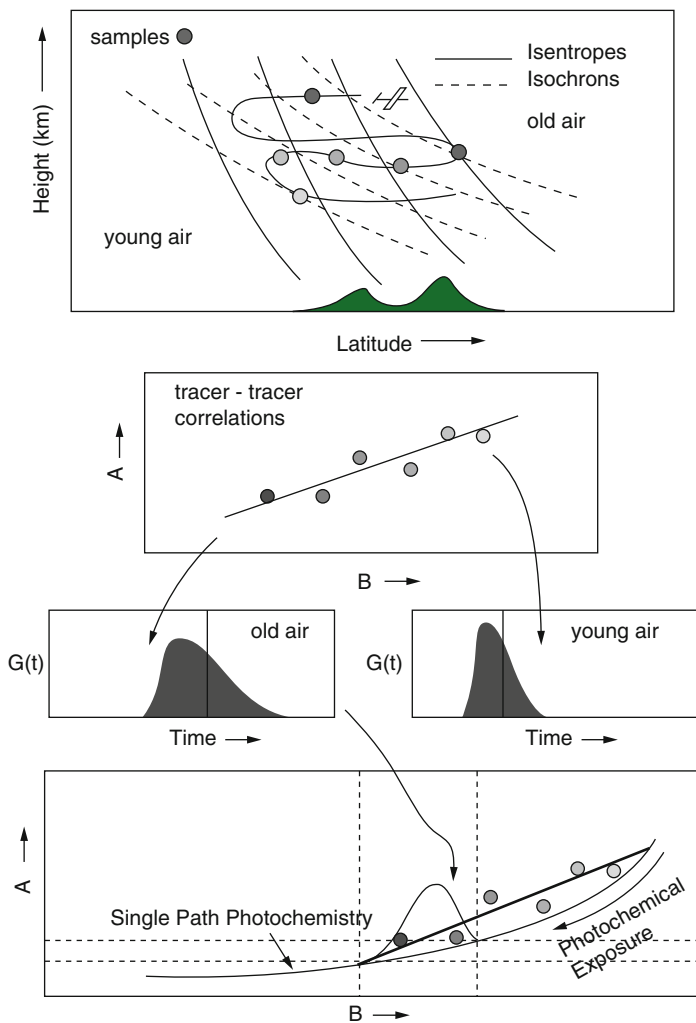 samples
Isentropes
Isochrons
old air
Height (km)
young air
Latitude
tracer - tracer
correlations
A
B
old air
G(t)
Time
young air
G(t)
Time
A
Single Path Photochemistry
Photochemical
Exposure
B